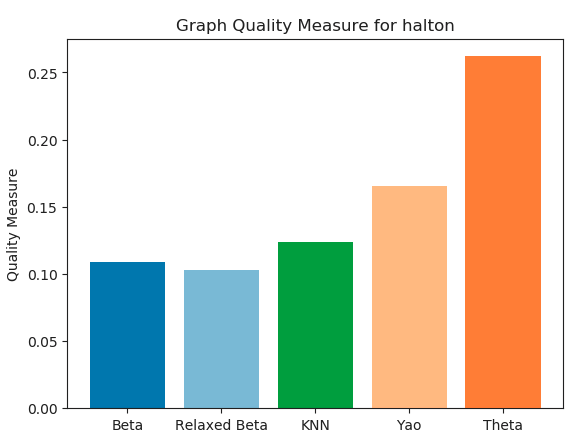 Graph Quality Measure for halton
Quality Measure
0.25
0.20
0.15
0.10
0.05
0.00
Beta
Relaxed Beta
KNN
Yao
Theta